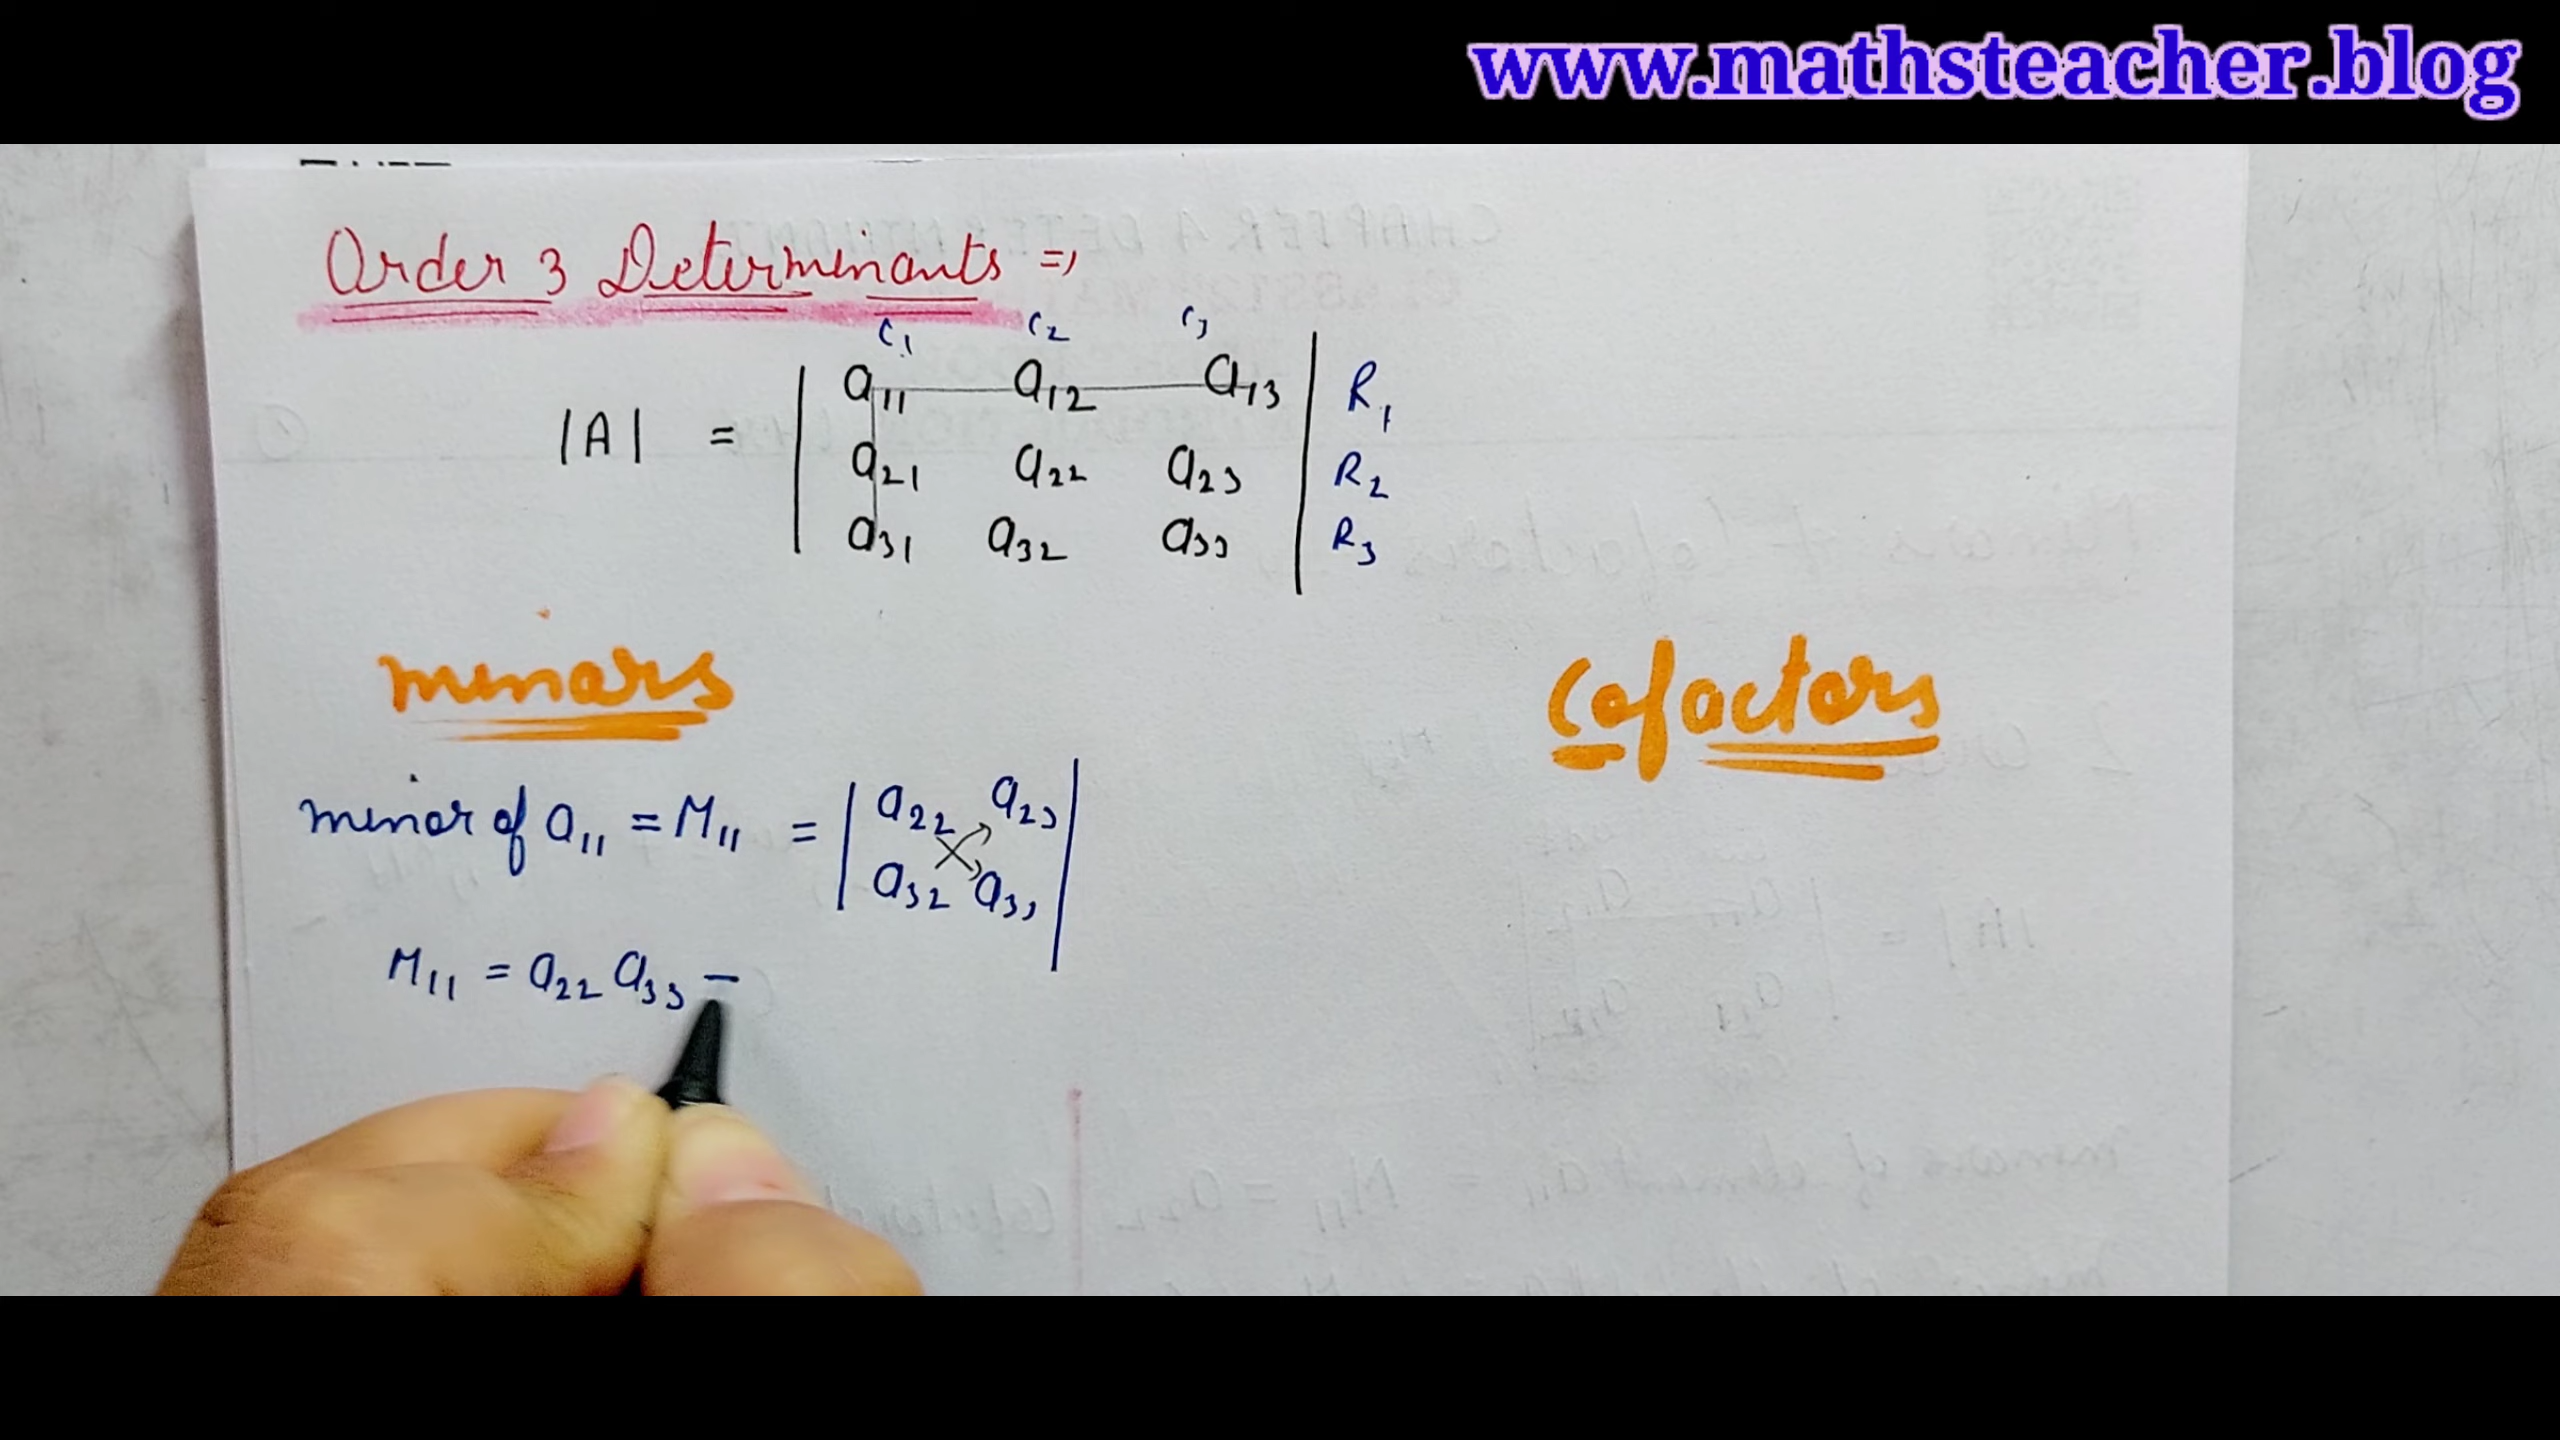 www.mathsteacher.blog
Order 3 Determinants =>
C1 C2 C3
|A| = | a11 a12 a13 | R1
a21 a22 a23 R2
a31 a32 a33 R3
minors
Cofactors
minor of a11 = M11 = | a22 a23 |
a32 a33
M11 = a22 a33 −